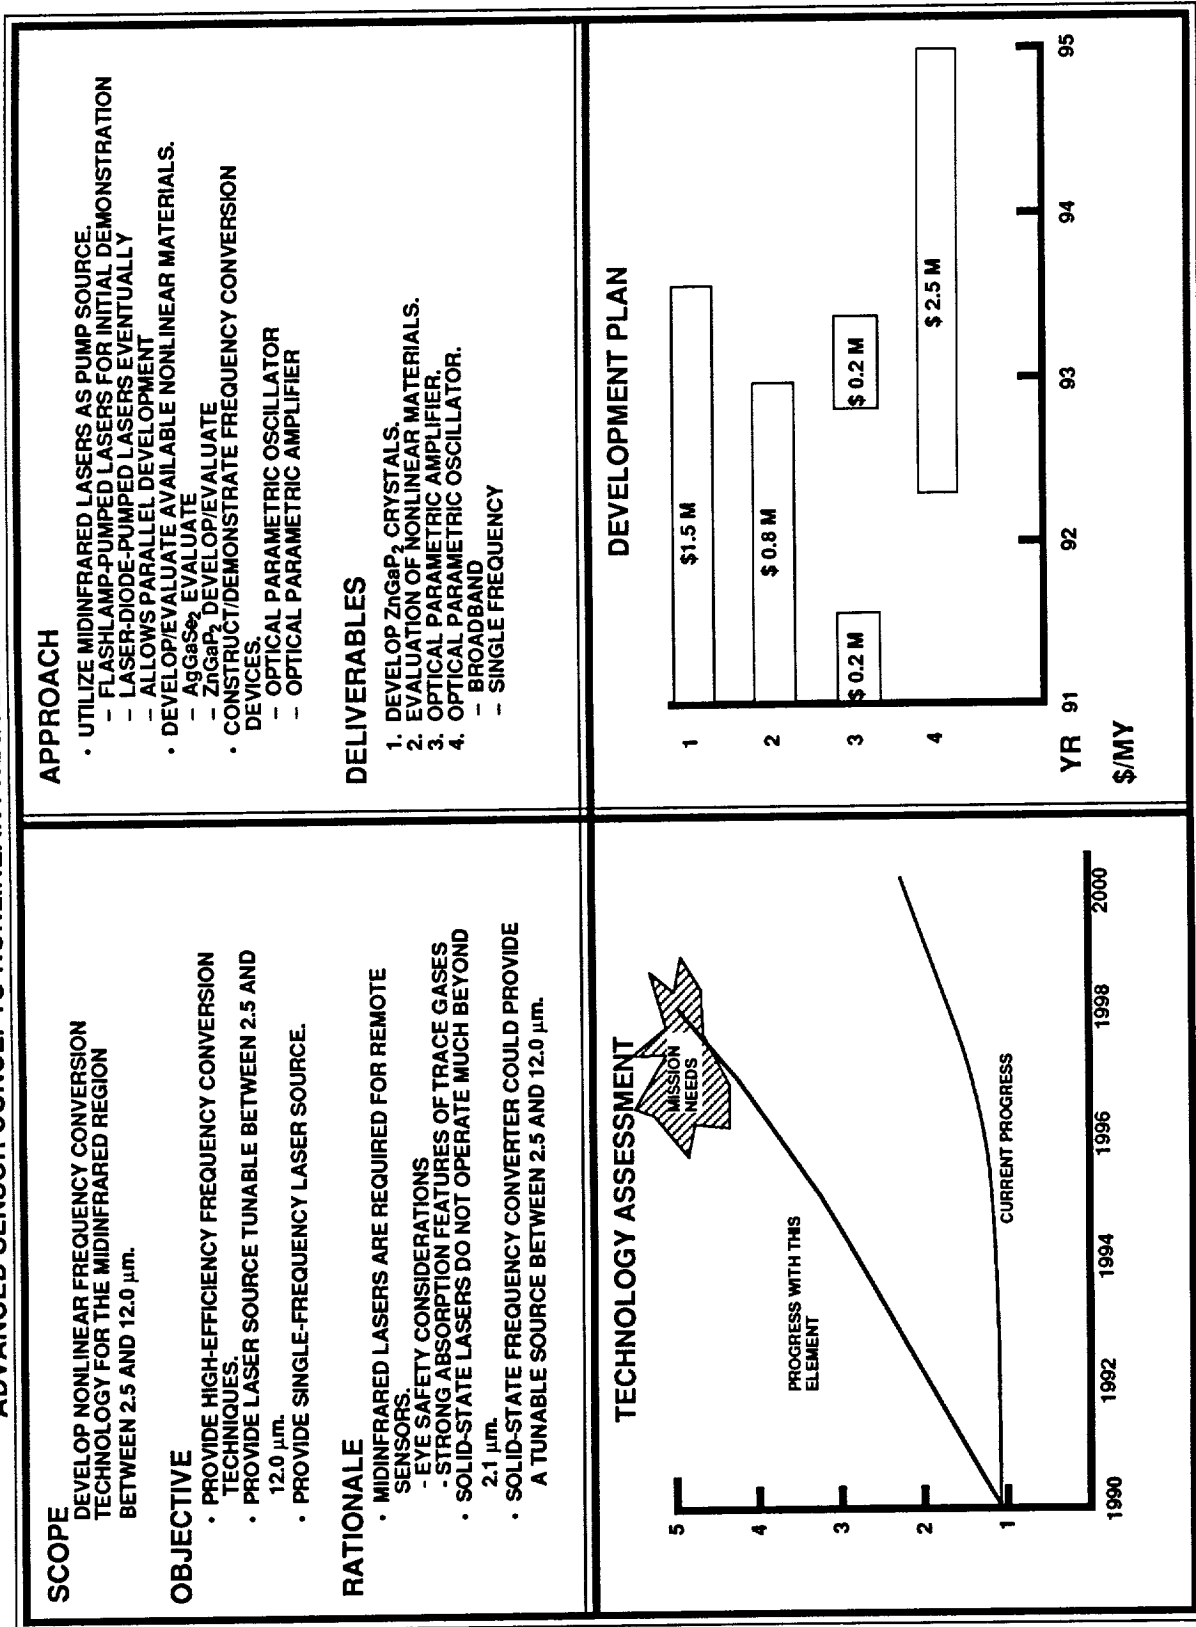 SCOPE
DEVELOP NONLINEAR FREQUENCY CONVERSION
TECHNOLOGY FOR THE MIDINFRARED REGION
BETWEEN 2.5 AND 12.0 μm.
OBJECTIVE
• PROVIDE HIGH-EFFICIENCY FREQUENCY CONVERSION
TECHNIQUES.
• PROVIDE LASER SOURCE TUNABLE BETWEEN 2.5 AND
12.0 μm.
• PROVIDE SINGLE-FREQUENCY LASER SOURCE.
RATIONALE
• MIDINFRARED LASERS ARE REQUIRED FOR REMOTE
SENSORS.
- EYE SAFETY CONSIDERATIONS
- STRONG ABSORPTION FEATURES OF TRACE GASES
• SOLID-STATE LASERS DO NOT OPERATE MUCH BEYOND
2.1 μm.
• SOLID-STATE FREQUENCY CONVERTER COULD PROVIDE
A TUNABLE SOURCE BETWEEN 2.5 AND 12.0 μm.
APPROACH
• UTILIZE MIDINFRARED LASERS AS PUMP SOURCE.
– FLASHLAMP-PUMPED LASERS FOR INITIAL DEMONSTRATION
– LASER-DIODE-PUMPED LASERS EVENTUALLY
– ALLOWS PARALLEL DEVELOPMENT
• DEVELOP/EVALUATE AVAILABLE NONLINEAR MATERIALS.
– AgGaSe₂ EVALUATE
– ZnGaP₂ DEVELOP/EVALUATE
• CONSTRUCT/DEMONSTRATE FREQUENCY CONVERSION
DEVICES.
– OPTICAL PARAMETRIC OSCILLATOR
– OPTICAL PARAMETRIC AMPLIFIER
DELIVERABLES
1. DEVELOP ZnGaP₂ CRYSTALS.
2. EVALUATION OF NONLINEAR MATERIALS.
3. OPTICAL PARAMETRIC AMPLIFIER.
4. OPTICAL PARAMETRIC OSCILLATOR.
– BROADBAND
– SINGLE FREQUENCY
TECHNOLOGY ASSESSMENT
5
4
3
2
1
MISSION
NEEDS
PROGRESS WITH THIS
ELEMENT
CURRENT PROGRESS
1990 1992 1994 1996 1998 2000
DEVELOPMENT PLAN
1 $1.5 M
2 $ 0.8 M
3 $ 0.2 M $ 0.2 M
4 $ 2.5 M
YR 91 92 93 94 95
$/MY